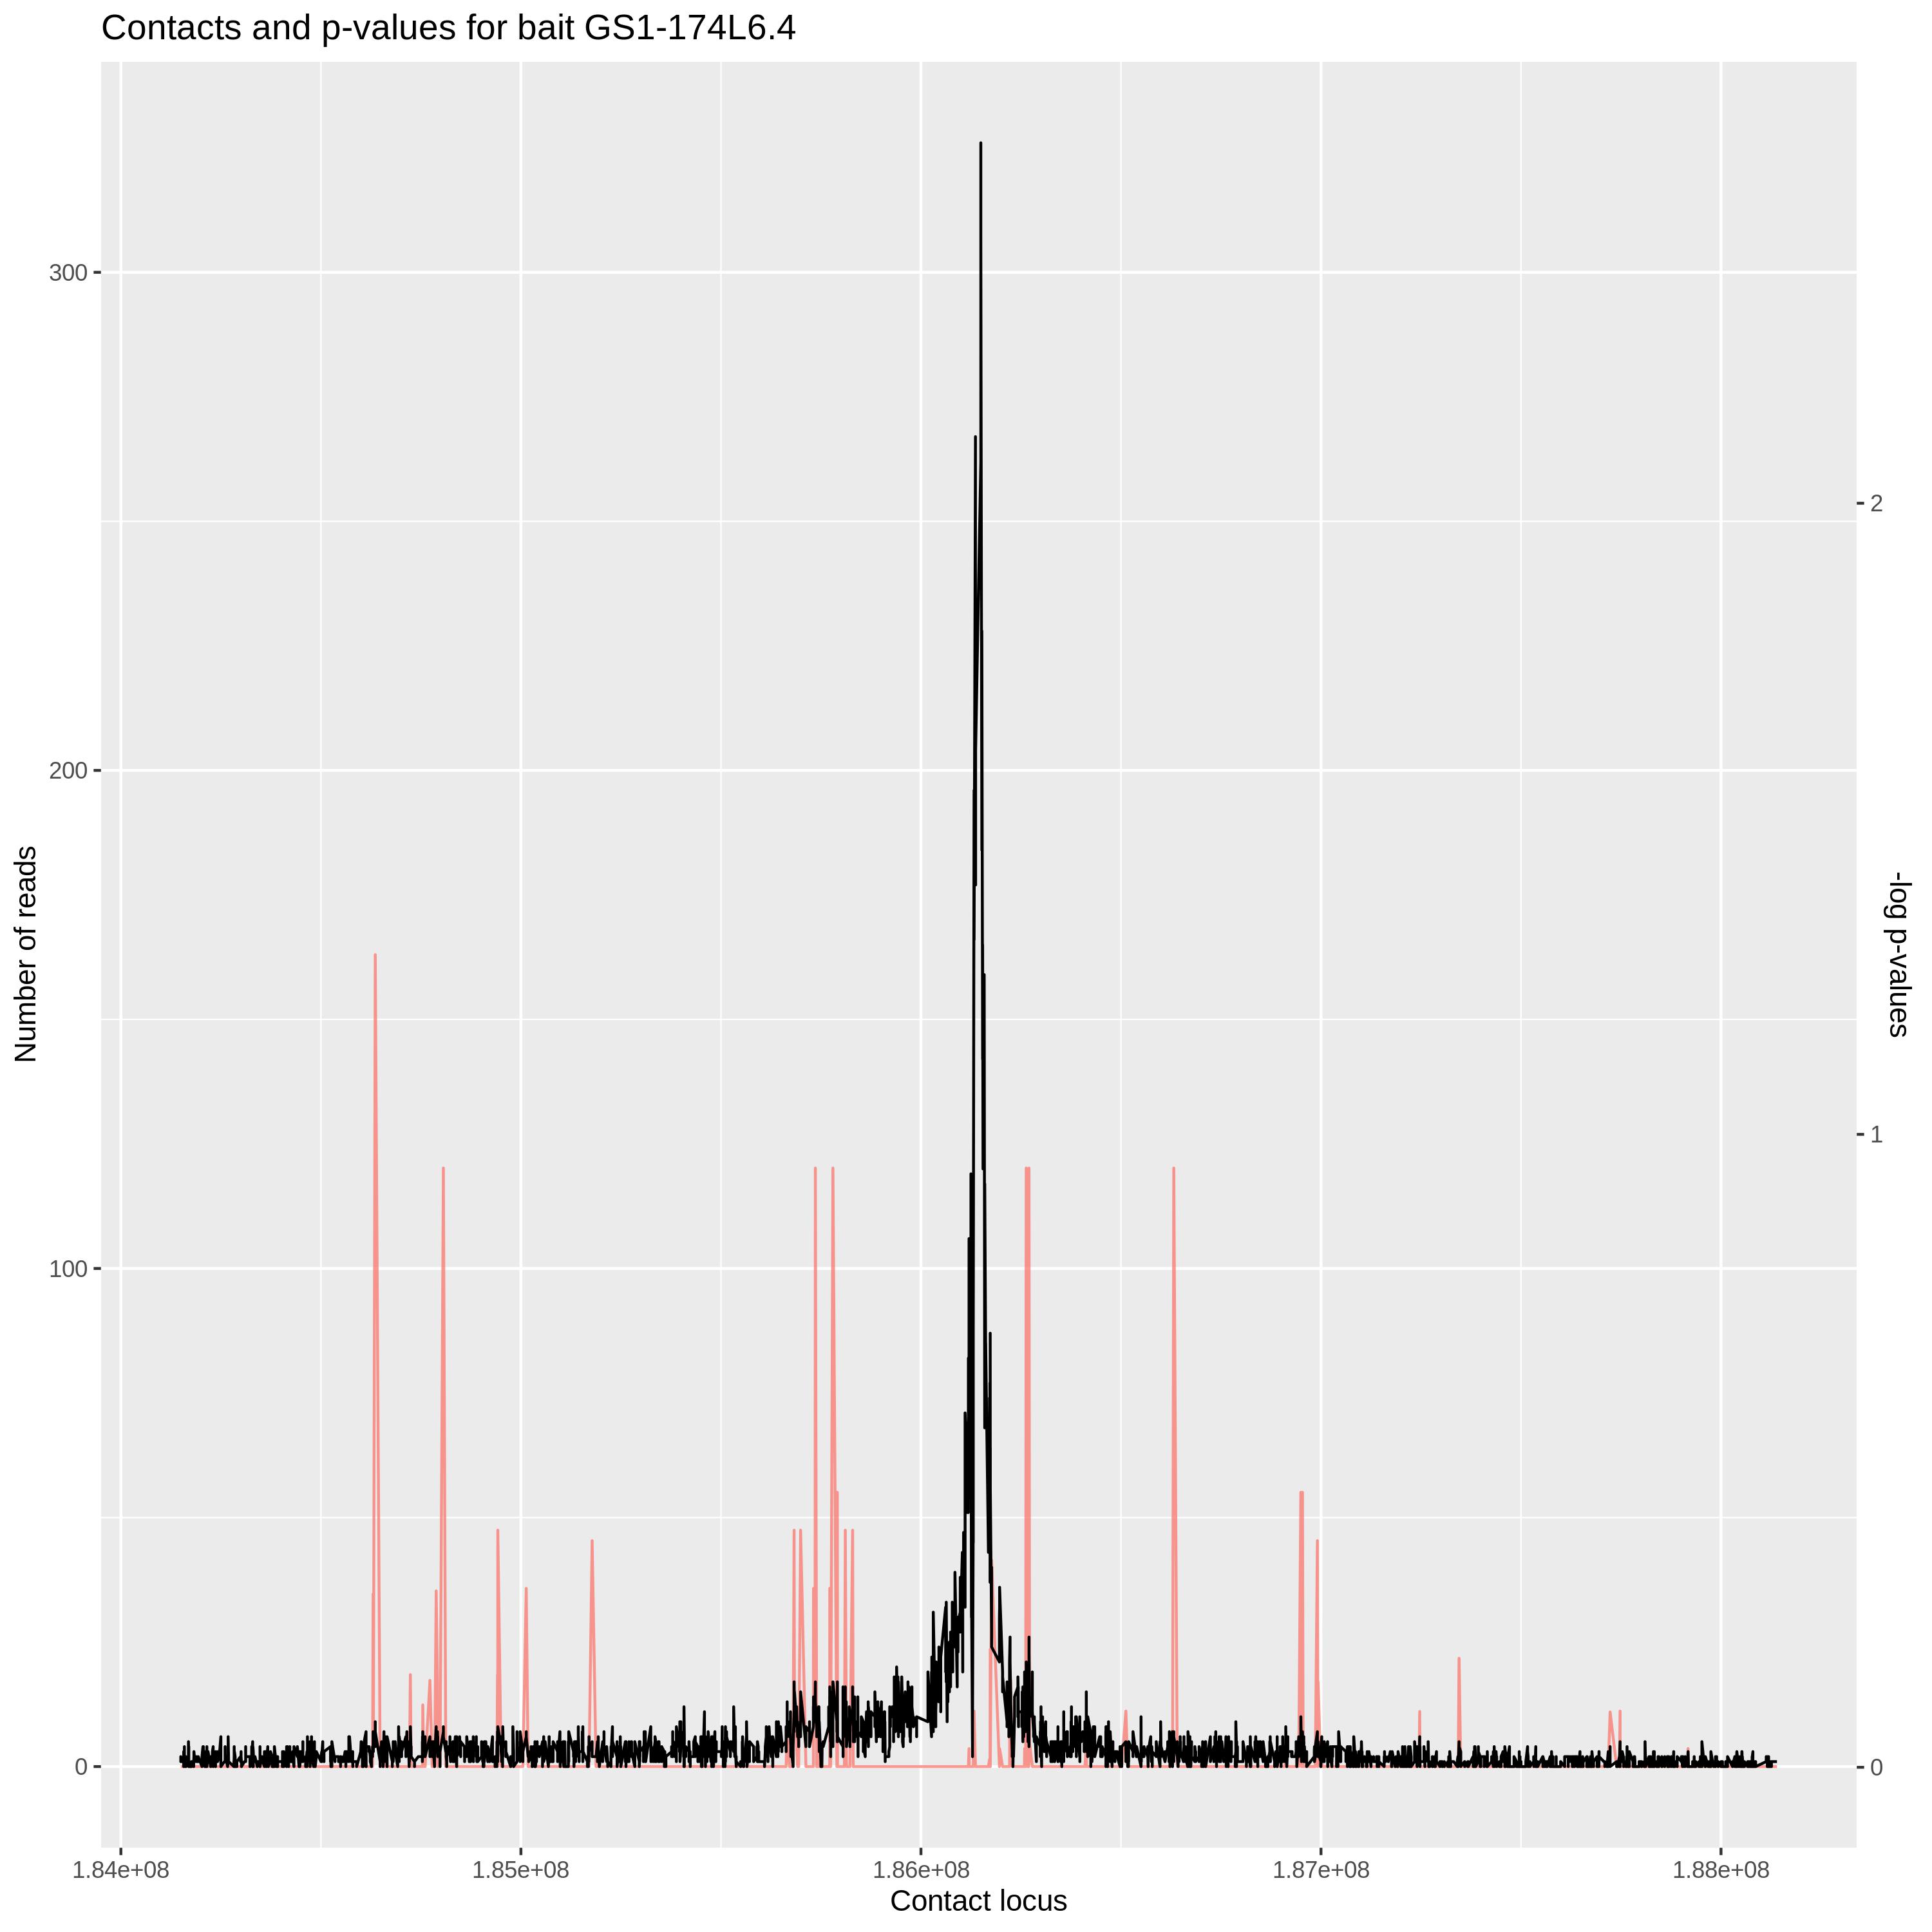 Contacts and p-values for bait GS1-174L6.4
300
200
100
0
Number of reads
2
1
0
-log p-values
1.84e+08
1.85e+08
1.86e+08
1.87e+08
1.88e+08
Contact locus